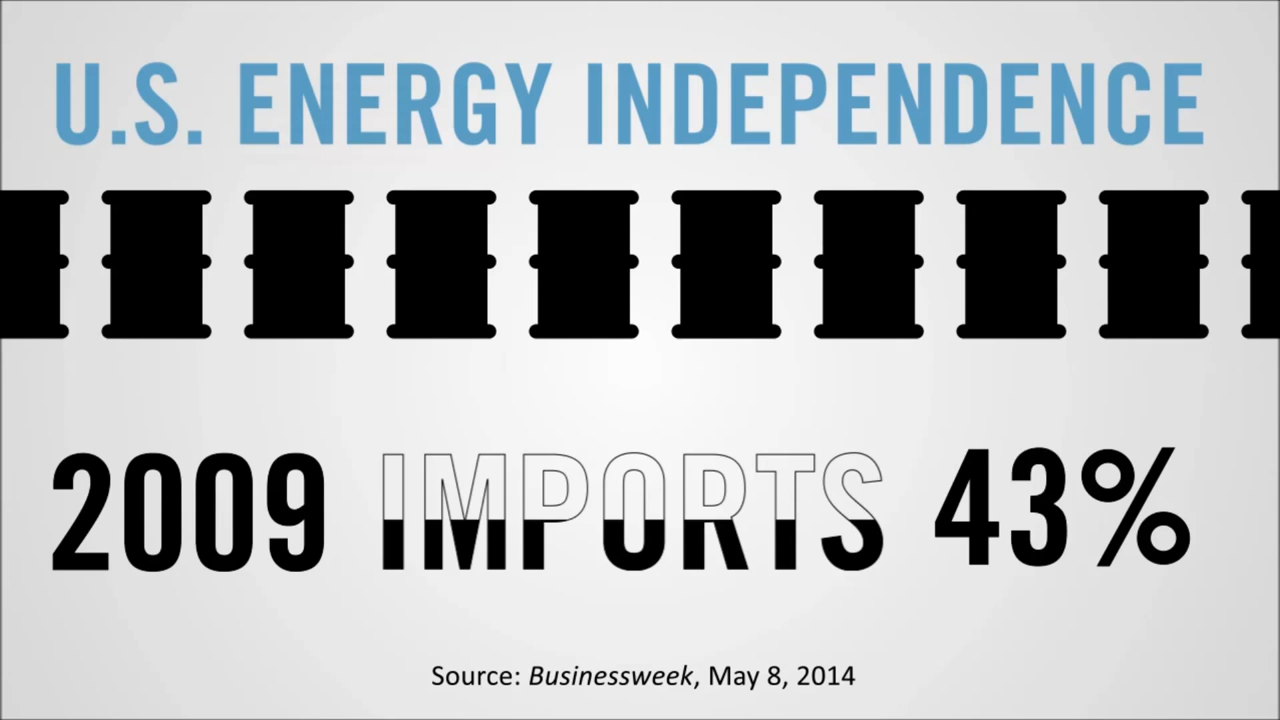 U.S. ENERGY INDEPENDENCE
2009 IMPORTS 43%
Source: Businessweek, May 8, 2014